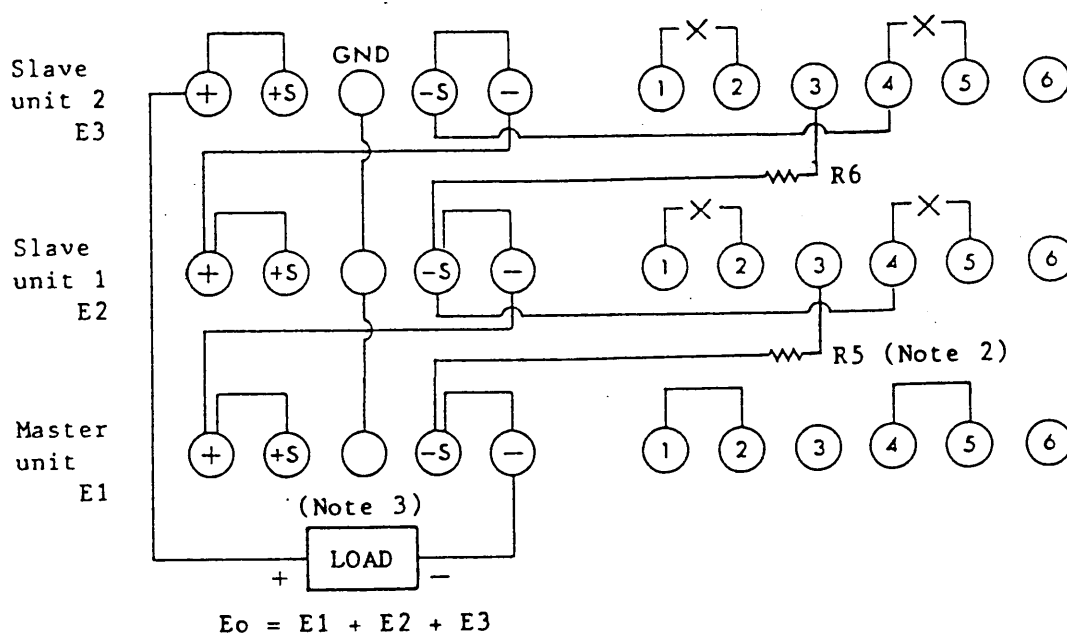 GND
Slave
unit 2
E3
+ +S -S - 1 2 3 4 5 6
R6
Slave
unit 1
E2
+ +S -S - 1 2 3 4 5 6
R5 (Note 2)
Master
unit
E1
+ +S -S - 1 2 3 4 5 6
(Note 3)
+ LOAD −
Eo = E1 + E2 + E3